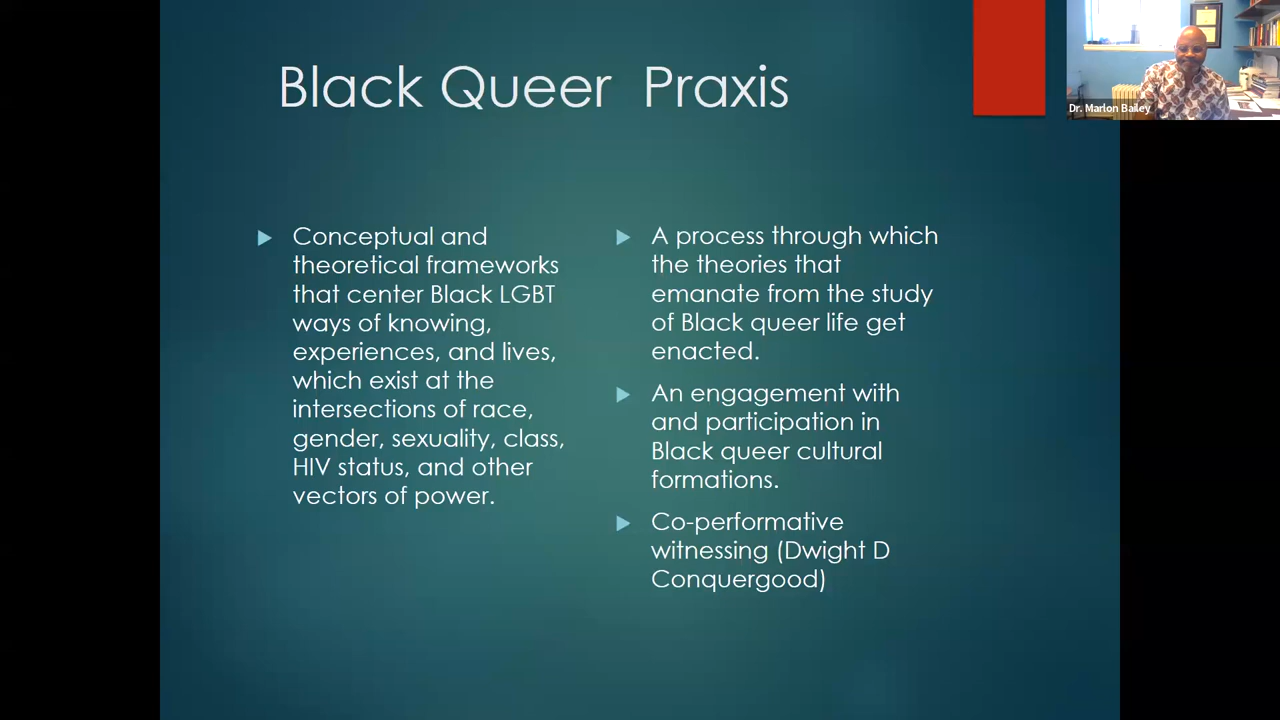 Black Queer  Praxis
Dr. Marlon Bailey
Conceptual and
theoretical frameworks
that center Black LGBT
ways of knowing,
experiences, and lives,
which exist at the
intersections of race,
gender, sexuality, class,
HIV status, and other
vectors of power.
A process through which
the theories that
emanate from the study
of Black queer life get
enacted.
An engagement with
and participation in
Black queer cultural
formations.
Co-performative
witnessing (Dwight D
Conquergood)